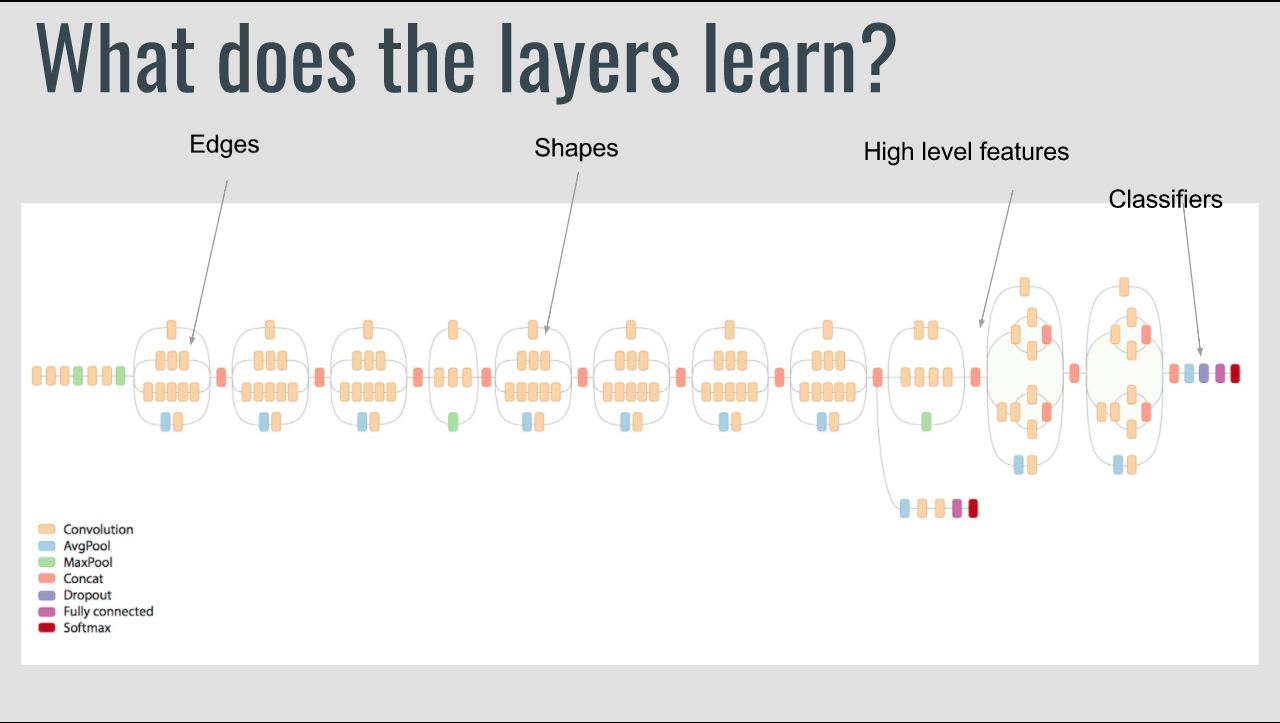 What does the layers learn?
Edges
Shapes
High level features
Classifiers
Convolution
AvgPool
MaxPool
Concat
Dropout
Fully connected
Softmax